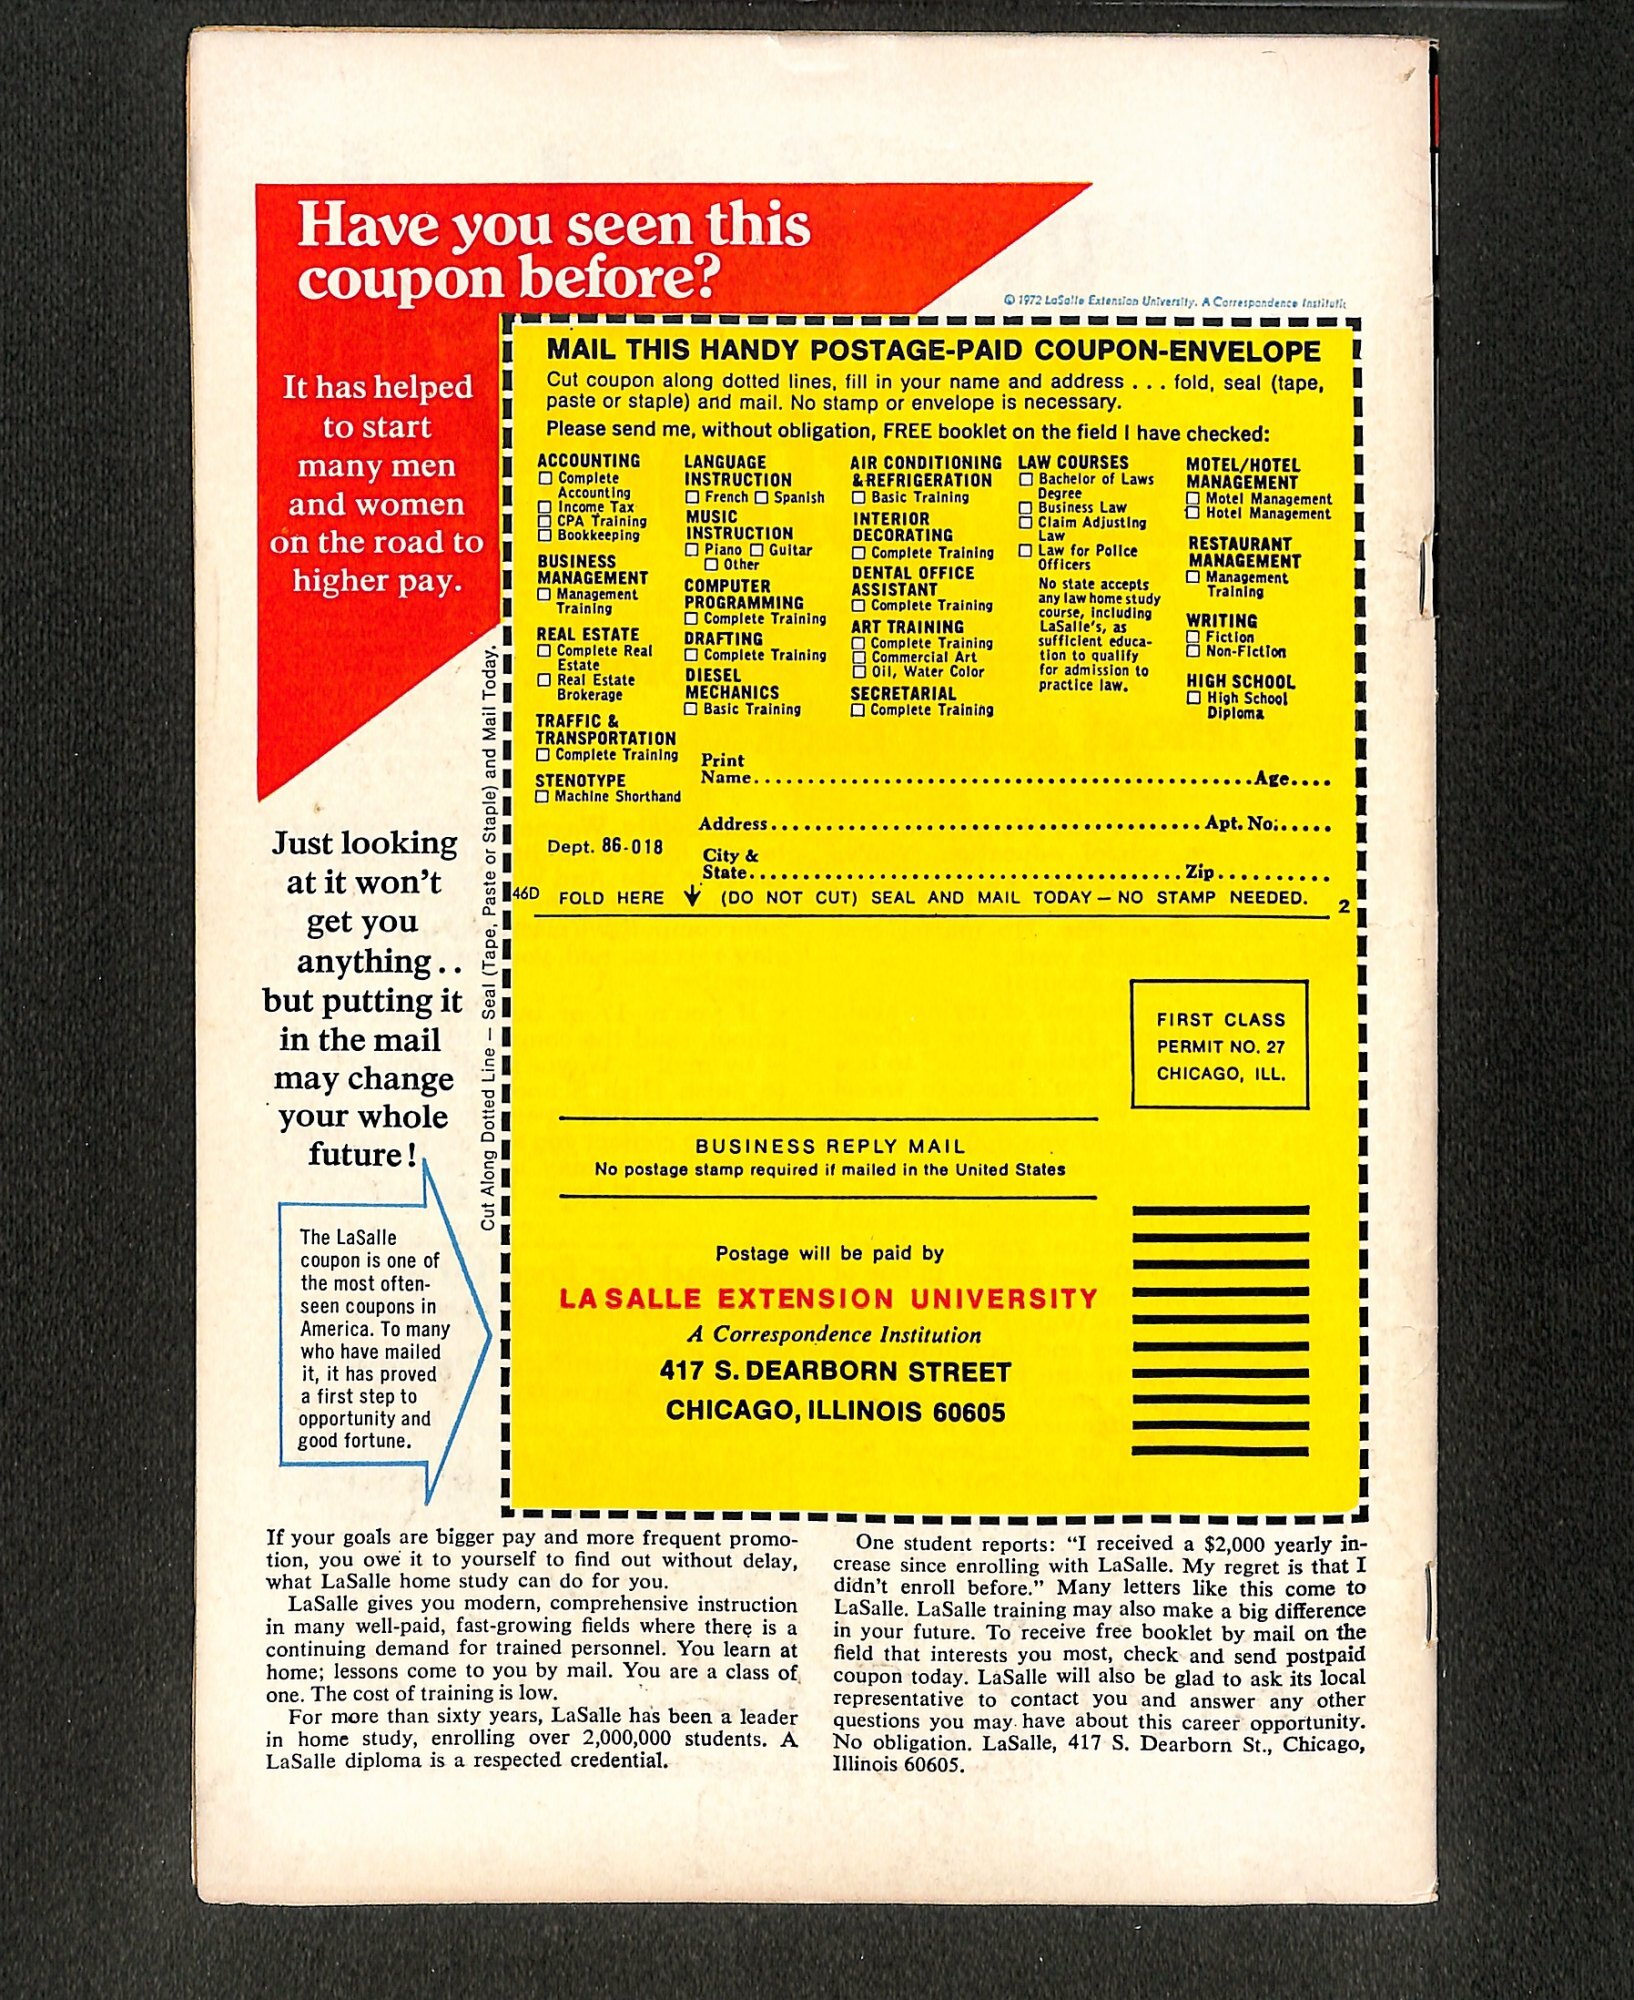 Have you seen this
coupon before?
© 1972 LaSalle Extension University. A Correspondence Institutic
It has helped
to start
many men
and women
on the road to
higher pay.
Just looking
at it won't
get you
anything..
but putting it
in the mail
may change
your whole
future!
The LaSalle
coupon is one of
the most often-
seen coupons in
America. To many
who have mailed
it, it has proved
a first step to
opportunity and
good fortune.
Cut Along Dotted Line — Seal (Tape, Paste or Staple) and Mail Today.
MAIL THIS HANDY POSTAGE-PAID COUPON-ENVELOPE
Cut coupon along dotted lines, fill in your name and address . . . fold, seal (tape,
paste or staple) and mail. No stamp or envelope is necessary.
Please send me, without obligation, FREE booklet on the field I have checked:
ACCOUNTING
Complete
Accounting
Income Tax
CPA Training
Bookkeeping
BUSINESS
MANAGEMENT
Management
Training
REAL ESTATE
Complete Real
Estate
Real Estate
Brokerage
TRAFFIC &
TRANSPORTATION
Complete Training
STENOTYPE
Machine Shorthand
LANGUAGE
INSTRUCTION
French Spanish
MUSIC
INSTRUCTION
Piano Guitar
Other
COMPUTER
PROGRAMMING
Complete Training
DRAFTING
Complete Training
DIESEL
MECHANICS
Basic Training
AIR CONDITIONING
& REFRIGERATION
Basic Training
INTERIOR
DECORATING
Complete Training
DENTAL OFFICE
ASSISTANT
Complete Training
ART TRAINING
Complete Training
Commercial Art
Oil, Water Color
SECRETARIAL
Complete Training
LAW COURSES
Bachelor of Laws
Degree
Business Law
Claim Adjusting
Law
Law for Police
Officers
No state accepts
any law home study
course, including
LaSalle's, as
sufficient educa-
tion to qualify
for admission to
practice law.
MOTEL/HOTEL
MANAGEMENT
Motel Management
Hotel Management
RESTAURANT
MANAGEMENT
Management
Training
WRITING
Fiction
Non-Fiction
HIGH SCHOOL
High School
Diploma
Print
Name........Age....
Address........Apt. No:.....
Dept. 86-018
City &
State........Zip..........
46D FOLD HERE ↓ (DO NOT CUT) SEAL AND MAIL TODAY — NO STAMP NEEDED. 2
FIRST CLASS
PERMIT NO. 27
CHICAGO, ILL.
BUSINESS REPLY MAIL
No postage stamp required if mailed in the United States
Postage will be paid by
LA SALLE EXTENSION UNIVERSITY
A Correspondence Institution
417 S. DEARBORN STREET
CHICAGO, ILLINOIS 60605
If your goals are bigger pay and more frequent promo-
tion, you owe it to yourself to find out without delay,
what LaSalle home study can do for you.
LaSalle gives you modern, comprehensive instruction
in many well-paid, fast-growing fields where there is a
continuing demand for trained personnel. You learn at
home; lessons come to you by mail. You are a class of
one. The cost of training is low.
For more than sixty years, LaSalle has been a leader
in home study, enrolling over 2,000,000 students. A
LaSalle diploma is a respected credential.
One student reports: “I received a $2,000 yearly in-
crease since enrolling with LaSalle. My regret is that I
didn't enroll before.” Many letters like this come to
LaSalle. LaSalle training may also make a big difference
in your future. To receive free booklet by mail on the
field that interests you most, check and send postpaid
coupon today. LaSalle will also be glad to ask its local
representative to contact you and answer any other
questions you may have about this career opportunity.
No obligation. LaSalle, 417 S. Dearborn St., Chicago,
Illinois 60605.